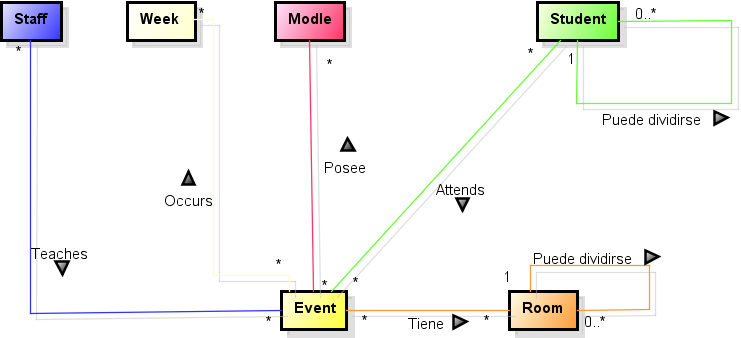 Staff
Week
Modle
Student
*
*
*
*
0..*
1
Puede dividirse
Posee
Occurs
Attends
Teaches
*
*
*
Puede dividirse
1
*
Event
*
Tiene
*
Room
0..*